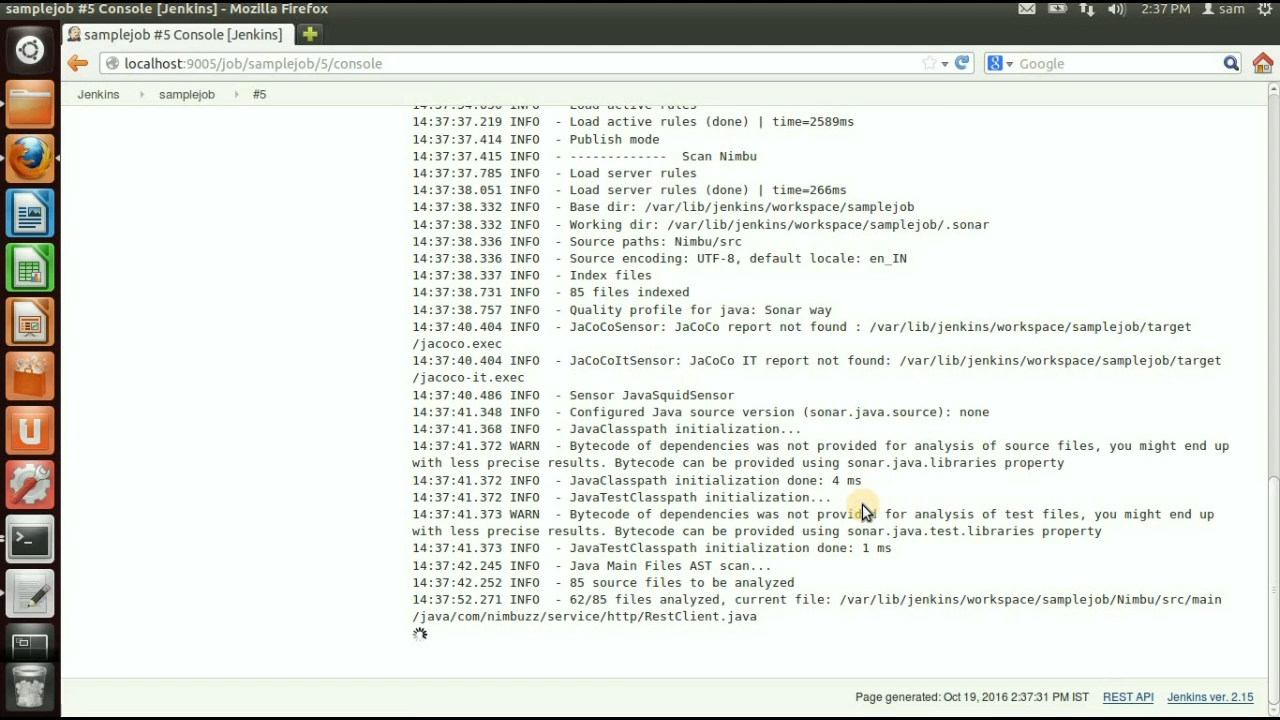 samplejob #5 Console [Jenkins] - Mozilla Firefox
2:37 PM
sam
samplejob #5 Console [Jenkins]
localhost:9005/job/samplejob/5/console
Google
Jenkins
samplejob
#5
14:37:37.219 INFO  - Load active rules (done) | time=2589ms
14:37:37.414 INFO  - Publish mode
14:37:37.415 INFO  - -------------  Scan Nimbu
14:37:37.785 INFO  - Load server rules
14:37:38.051 INFO  - Load server rules (done) | time=266ms
14:37:38.332 INFO  - Base dir: /var/lib/jenkins/workspace/samplejob
14:37:38.332 INFO  - Working dir: /var/lib/jenkins/workspace/samplejob/.sonar
14:37:38.336 INFO  - Source paths: Nimbu/src
14:37:38.336 INFO  - Source encoding: UTF-8, default locale: en_IN
14:37:38.337 INFO  - Index files
14:37:38.731 INFO  - 85 files indexed
14:37:38.757 INFO  - Quality profile for java: Sonar way
14:37:40.404 INFO  - JaCoCoSensor: JaCoCo report not found : /var/lib/jenkins/workspace/samplejob/target
/jacoco.exec
14:37:40.404 INFO  - JaCoCoItSensor: JaCoCo IT report not found: /var/lib/jenkins/workspace/samplejob/target
/jacoco-it.exec
14:37:40.486 INFO  - Sensor JavaSquidSensor
14:37:41.348 INFO  - Configured Java source version (sonar.java.source): none
14:37:41.368 INFO  - JavaClasspath initialization...
14:37:41.372 WARN  - Bytecode of dependencies was not provided for analysis of source files, you might end up
with less precise results. Bytecode can be provided using sonar.java.libraries property
14:37:41.372 INFO  - JavaClasspath initialization done: 4 ms
14:37:41.372 INFO  - JavaTestClasspath initialization...
14:37:41.373 WARN  - Bytecode of dependencies was not provided for analysis of test files, you might end up
with less precise results. Bytecode can be provided using sonar.java.test.libraries property
14:37:41.373 INFO  - JavaTestClasspath initialization done: 1 ms
14:37:42.245 INFO  - Java Main Files AST scan...
14:37:42.252 INFO  - 85 source files to be analyzed
14:37:52.271 INFO  - 62/85 files analyzed, current file: /var/lib/jenkins/workspace/samplejob/Nimbu/src/main
/java/com/nimbuzz/service/http/RestClient.java
Page generated: Oct 19, 2016 2:37:31 PM IST
REST API
Jenkins ver. 2.15